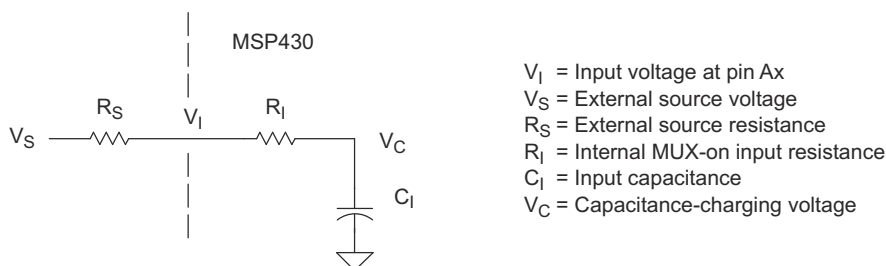 MSP430
R_S
V_I
R_I
V_S
V_C
C_I
V_I = Input voltage at pin Ax
V_S = External source voltage
R_S = External source resistance
R_I = Internal MUX-on input resistance
C_I = Input capacitance
V_C = Capacitance-charging voltage